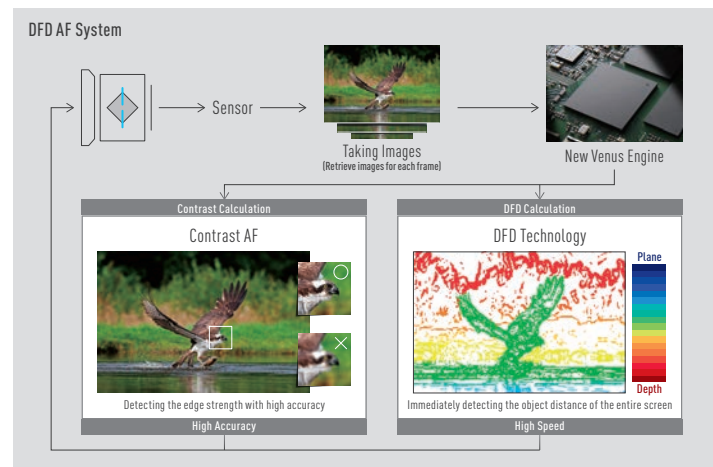 DFD AF System
Sensor
Taking Images
(Retrieve images for each frame)
New Venus Engine
Contrast Calculation
Contrast AF
Detecting the edge strength with high accuracy
High Accuracy
DFD Calculation
DFD Technology
Plane
Depth
Immediately detecting the object distance of the entire screen
High Speed